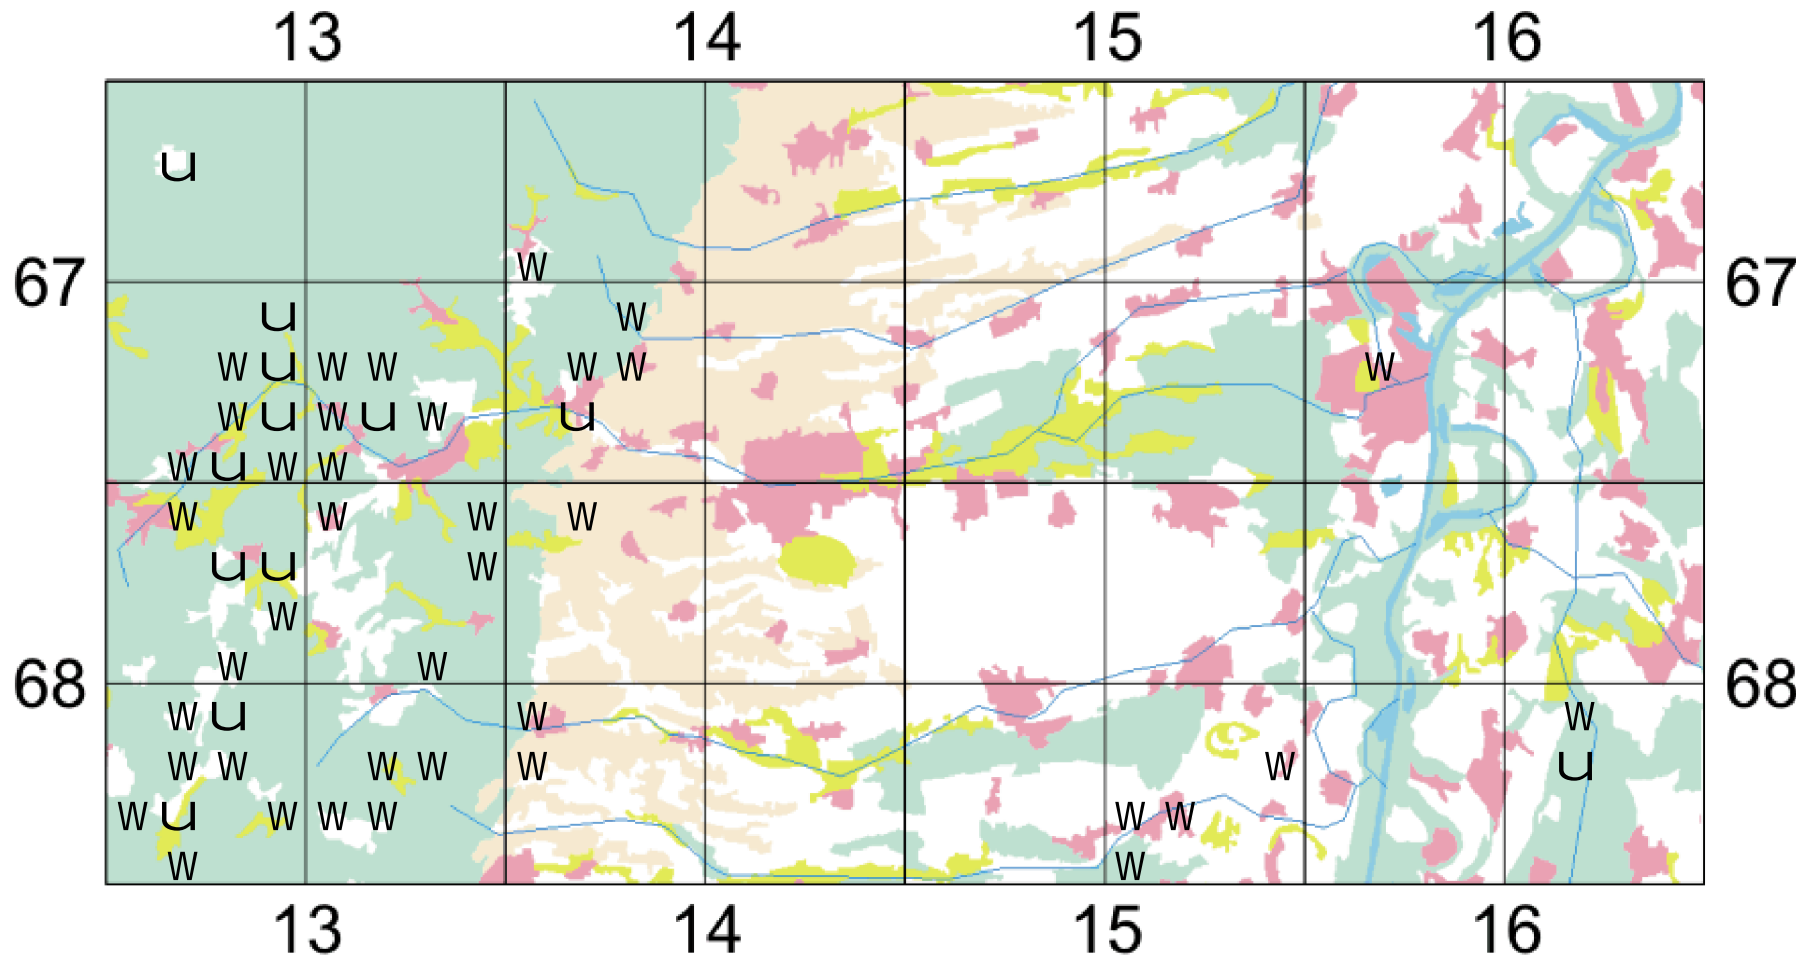 13 14 15 16
u
w
67 67
u w
w u w w w w w
w u w u w u
w u w w
w w w w
u u w
w
w w
68 68
w u w w
w w w w w w u
w u w w w w w
w w
13 14 15 16